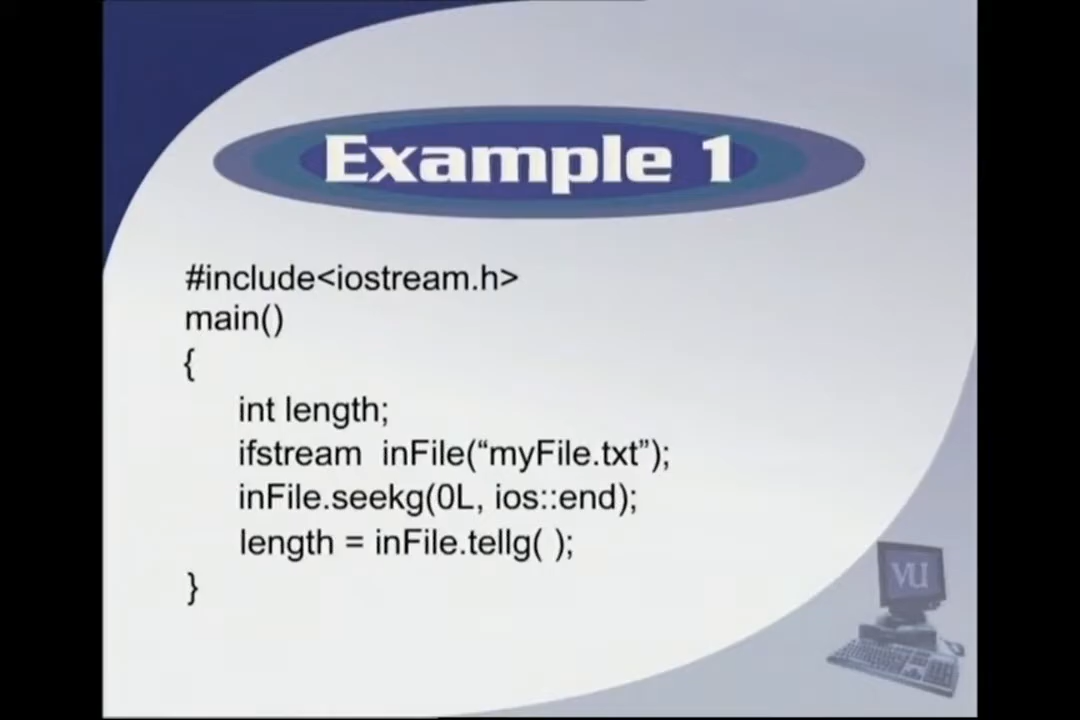 Example 1
#include<iostream.h>
main()
{
int length;
ifstream inFile(“myFile.txt”);
inFile.seekg(0L, ios::end);
length = inFile.tellg( );
}
VU